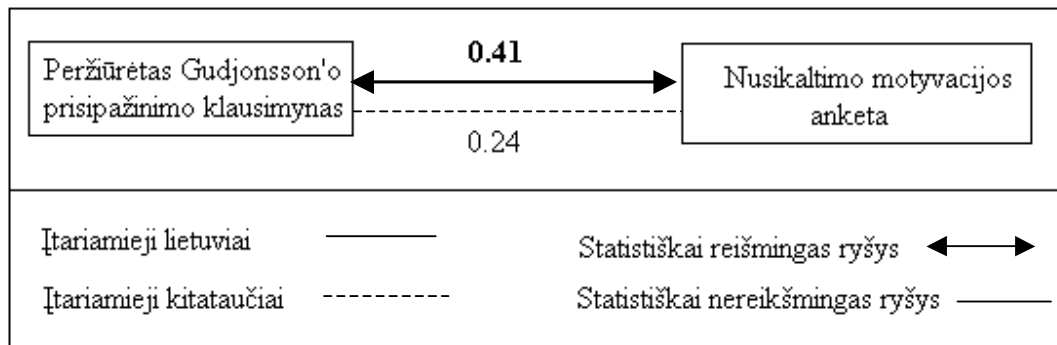 0.41
Peržiūrėtas Gudjonsson'o
prisipažinimo klausimynas
Nusikaltimo motyvacijos
anketa
0.24
Įtariamieji lietuviai
Statistiškai reišmingas ryšys
Įtariamieji kitataučiai
Statistiškai nereikšmingas ryšys